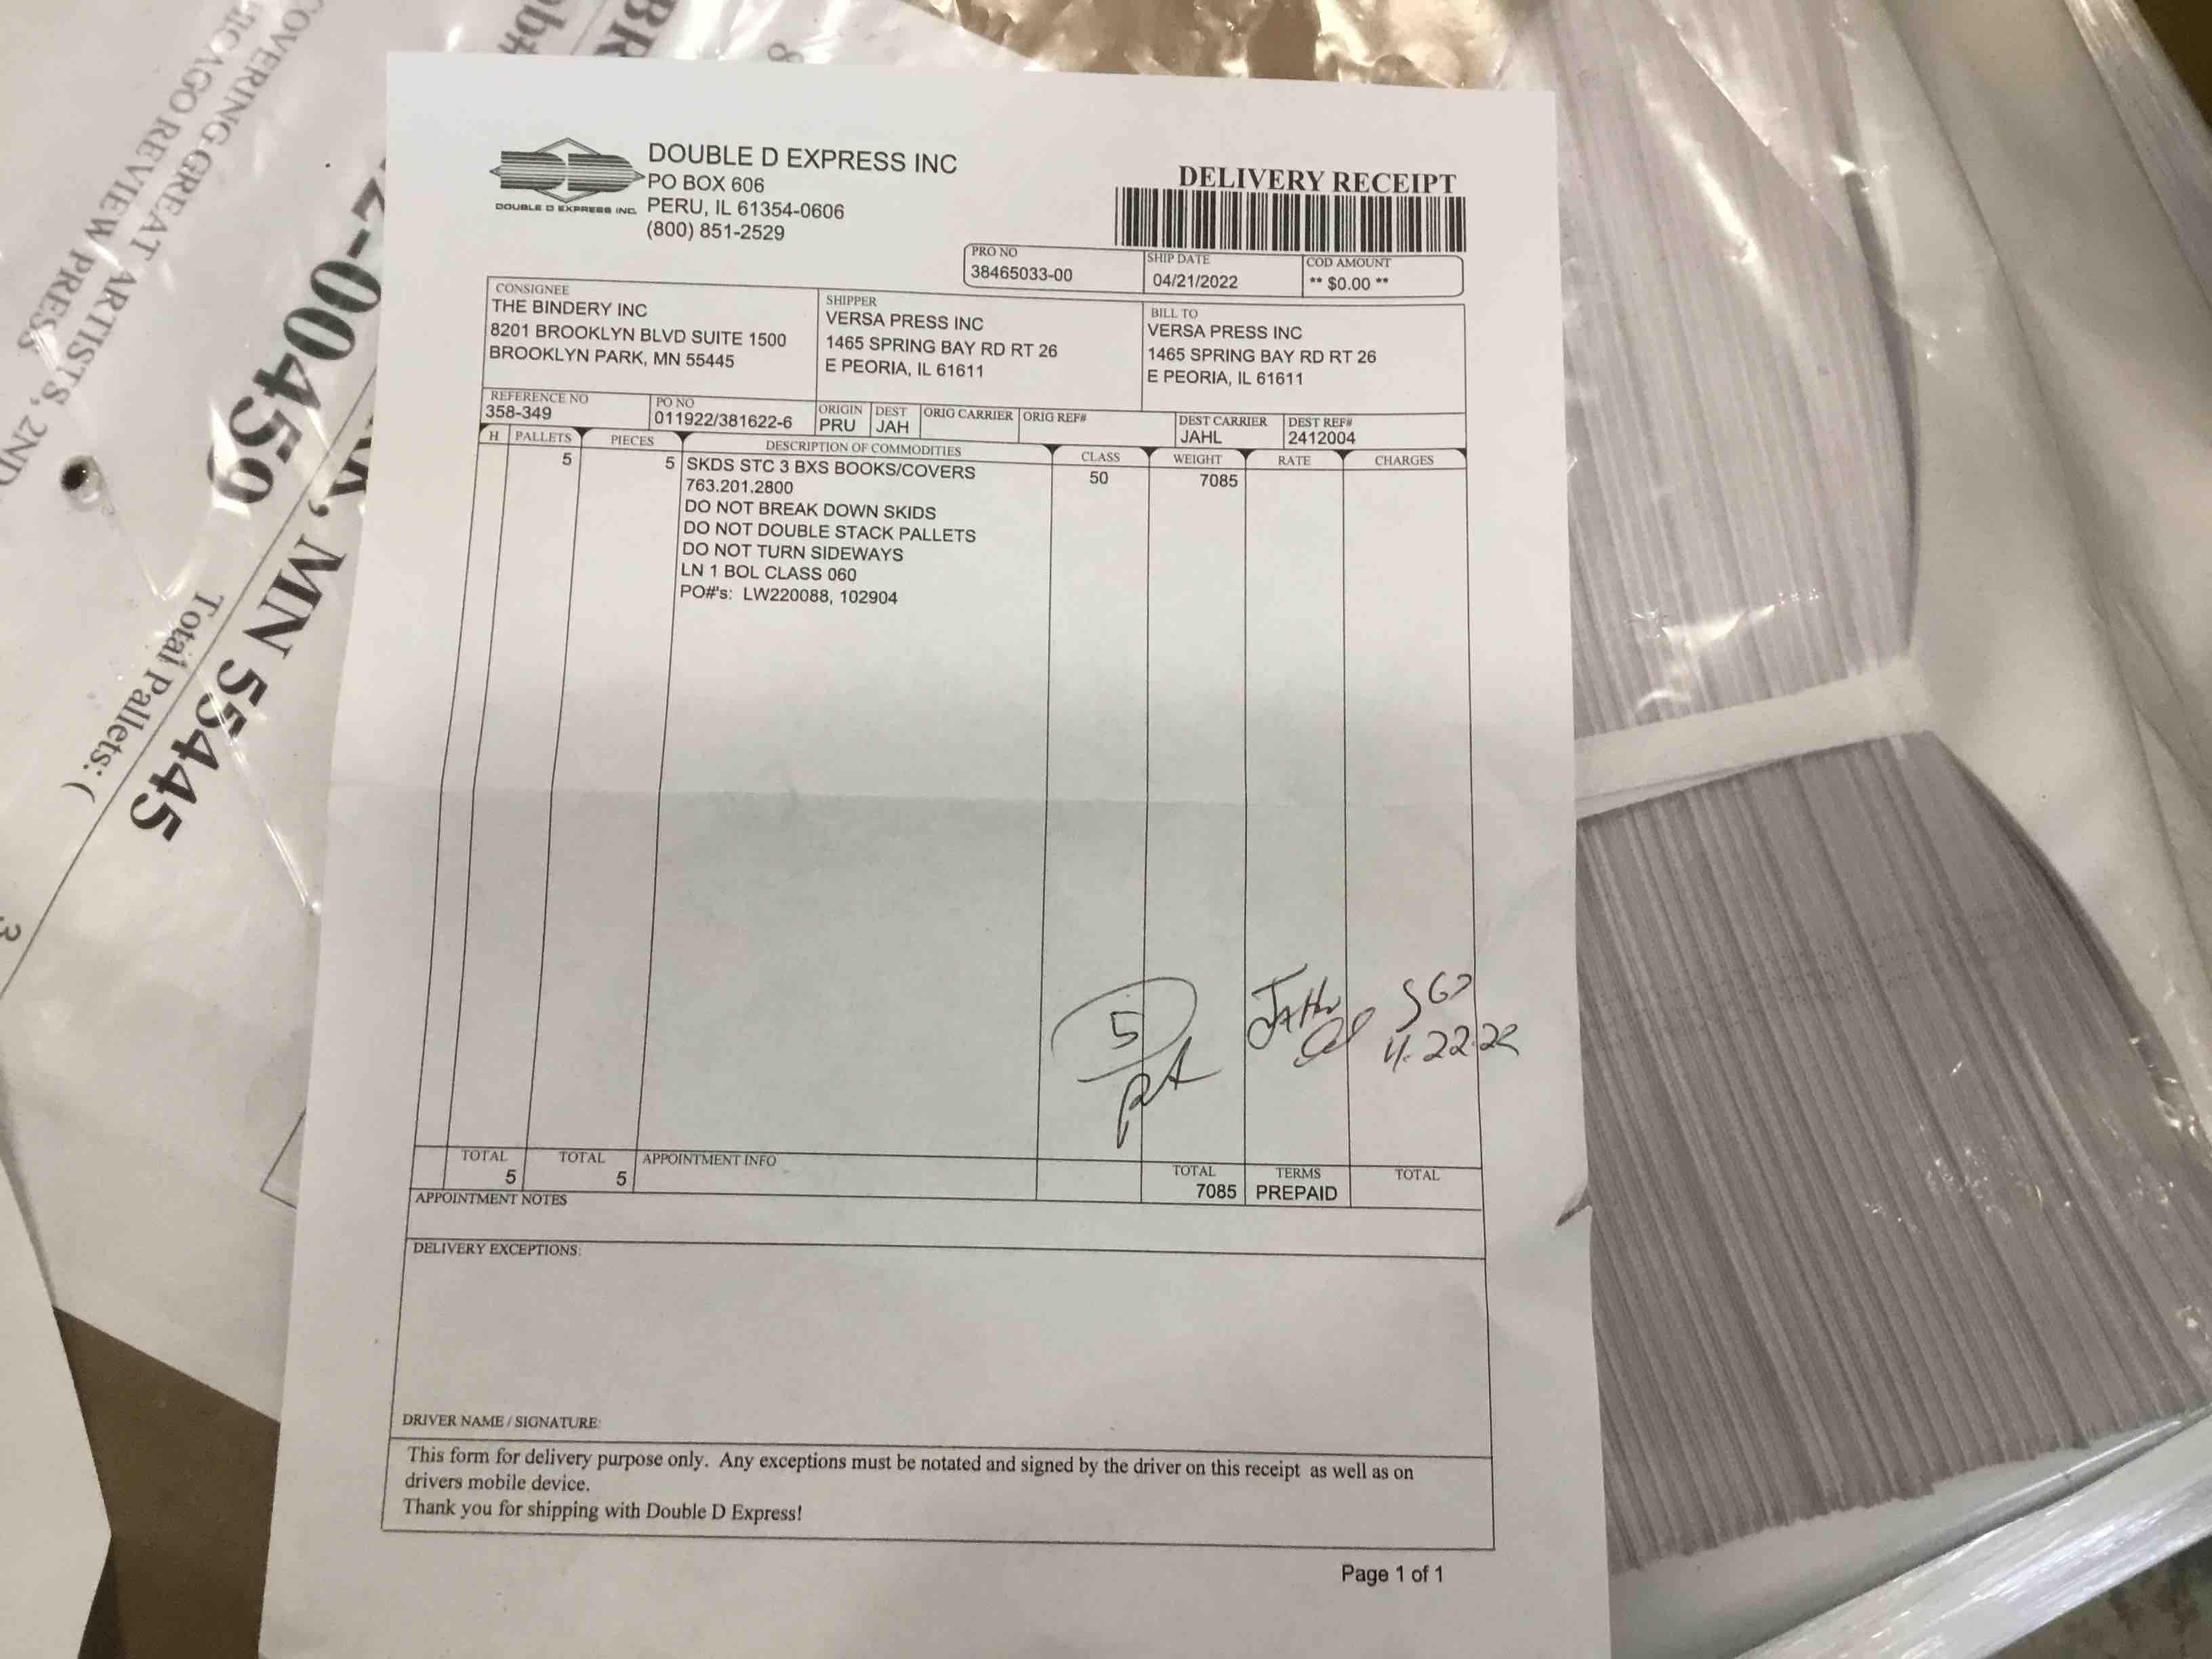 DOUBLE D EXPRESS INC
PO BOX 606
PERU, IL 61354-0606
(800) 851-2529
DOUBLE D EXPRESS INC.
DELIVERY RECEIPT
PRO NO
38465033-00
SHIP DATE
04/21/2022
COD AMOUNT
** $0.00 **
CONSIGNEE
THE BINDERY INC
8201 BROOKLYN BLVD SUITE 1500
BROOKLYN PARK, MN 55445
SHIPPER
VERSA PRESS INC
1465 SPRING BAY RD RT 26
E PEORIA, IL 61611
BILL TO
VERSA PRESS INC
1465 SPRING BAY RD RT 26
E PEORIA, IL 61611
REFERENCE NO
358-349
PO NO
011922/381622-6
ORIGIN
PRU
DEST
JAH
ORIG CARRIER
ORIG REF#
DEST CARRIER
JAHL
DEST REF#
2412004
H PALLETS PIECES DESCRIPTION OF COMMODITIES CLASS WEIGHT RATE CHARGES
5 5 SKDS STC 3 BXS BOOKS/COVERS 50 7085
763.201.2800
DO NOT BREAK DOWN SKIDS
DO NOT DOUBLE STACK PALLETS
DO NOT TURN SIDEWAYS
LN 1 BOL CLASS 060
PO#'s: LW220088, 102904
5
TOTAL
5
TOTAL
5
APPOINTMENT INFO
TOTAL
7085
TERMS
PREPAID
TOTAL
APPOINTMENT NOTES
DELIVERY EXCEPTIONS:
DRIVER NAME / SIGNATURE:
This form for delivery purpose only. Any exceptions must be notated and signed by the driver on this receipt as well as on
drivers mobile device.
Thank you for shipping with Double D Express!
Page 1 of 1
COVERING GREAT ARTISTS, 2ND
REVIEW PRESS
-00459
, MN 55445
Total Pallets: (
3